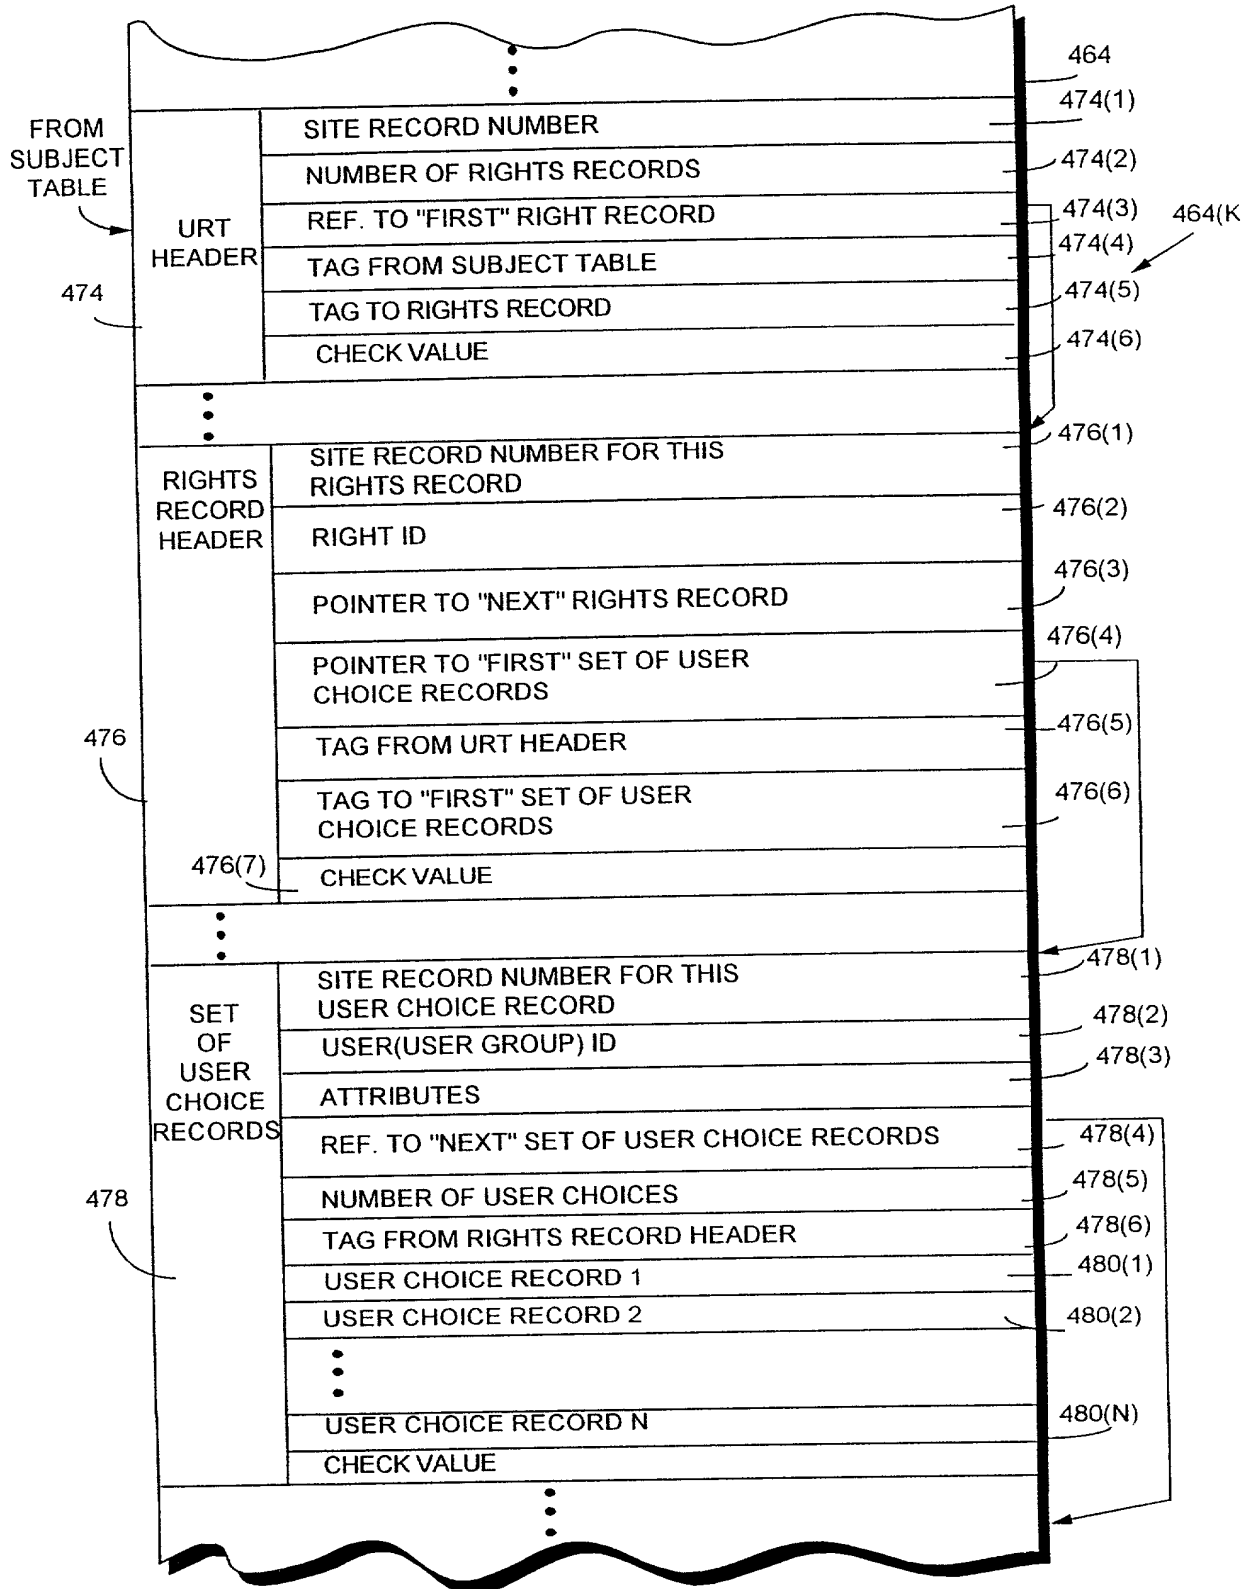 464
474(1)
FROM
SUBJECT
TABLE
SITE RECORD NUMBER
474(2)
NUMBER OF RIGHTS RECORDS
URT
HEADER
REF. TO "FIRST" RIGHT RECORD
474(3)
464(K
TAG FROM SUBJECT TABLE
474(4)
474
TAG TO RIGHTS RECORD
474(5)
CHECK VALUE
474(6)
RIGHTS
RECORD
HEADER
SITE RECORD NUMBER FOR THIS
RIGHTS RECORD
476(1)
RIGHT ID
476(2)
POINTER TO "NEXT" RIGHTS RECORD
476(3)
POINTER TO "FIRST" SET OF USER
CHOICE RECORDS
476(4)
476
TAG FROM URT HEADER
476(5)
TAG TO "FIRST" SET OF USER
CHOICE RECORDS
476(6)
476(7)
CHECK VALUE
SET
OF
USER
CHOICE
RECORDS
SITE RECORD NUMBER FOR THIS
USER CHOICE RECORD
478(1)
USER(USER GROUP) ID
478(2)
ATTRIBUTES
478(3)
REF. TO "NEXT" SET OF USER CHOICE RECORDS
478(4)
478
NUMBER OF USER CHOICES
478(5)
TAG FROM RIGHTS RECORD HEADER
478(6)
USER CHOICE RECORD 1
480(1)
USER CHOICE RECORD 2
480(2)
USER CHOICE RECORD N
480(N)
CHECK VALUE